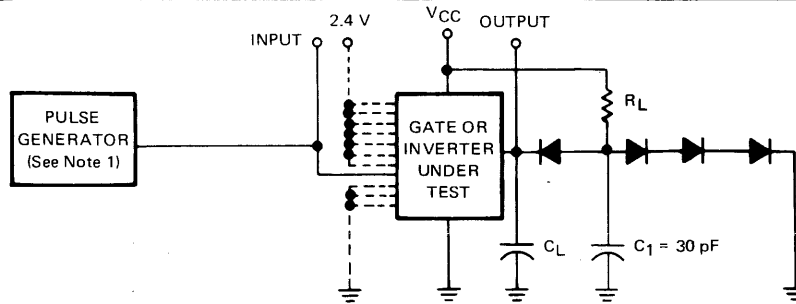 INPUT
2.4 V
VCC
OUTPUT
PULSE
GENERATOR
(See Note 1)
GATE OR
INVERTER
UNDER
TEST
RL
CL
C1 = 30 pF